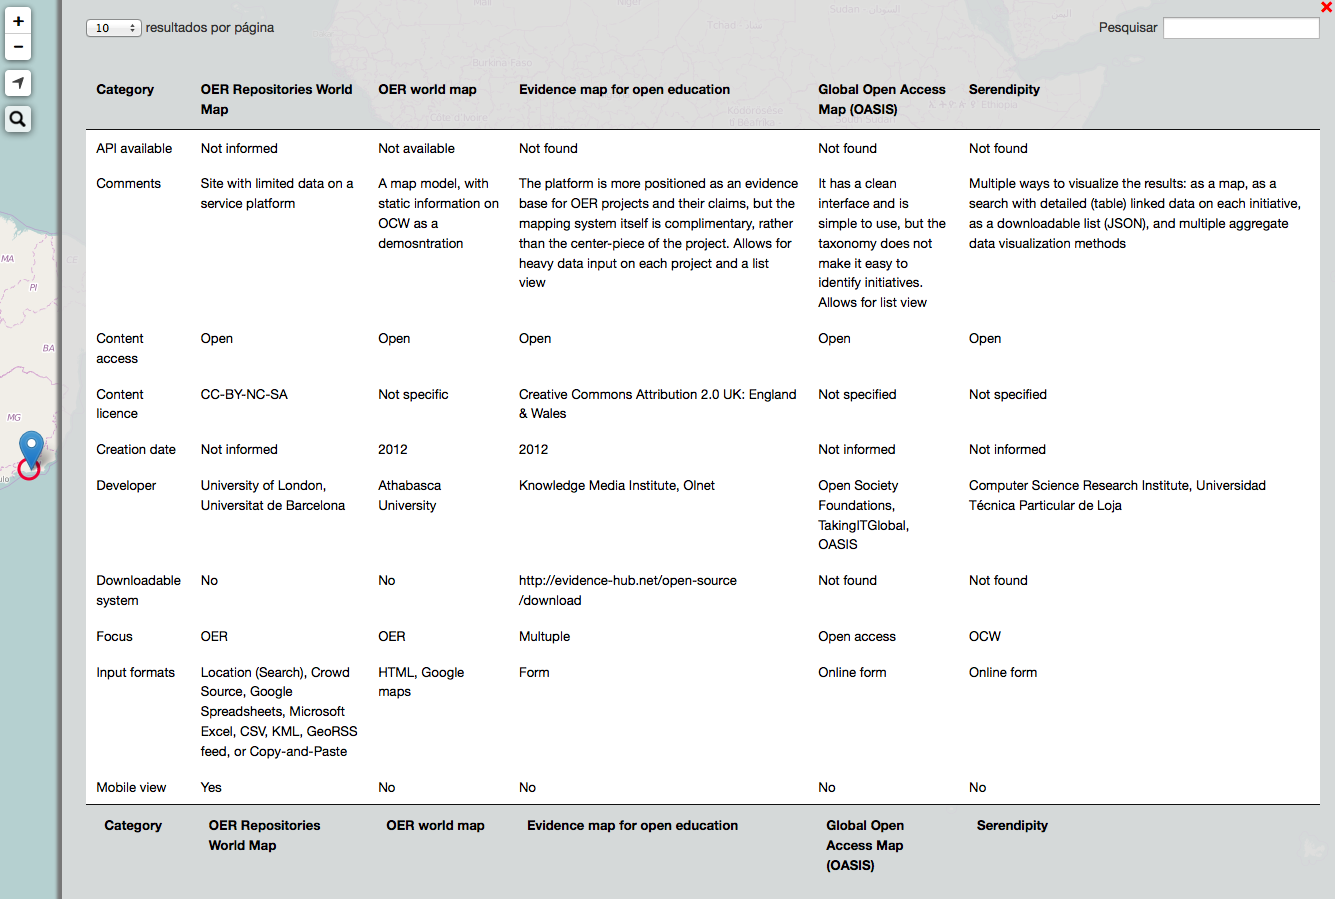 +
−
10 resultados por página
Pesquisar
Category
OER Repositories World
Map
OER world map
Evidence map for open education
Global Open Access
Map (OASIS)
Serendipity
API available
Not informed
Not available
Not found
Not found
Not found
Comments
Site with limited data on a
service platform
A map model, with
static information on
OCW as a
demosntration
The platform is more positioned as an evidence
base for OER projects and their claims, but the
mapping system itself is complimentary, rather
than the center-piece of the project. Allows for
heavy data input on each project and a list
view
It has a clean
interface and is
simple to use, but the
taxonomy does not
make it easy to
identify initiatives.
Allows for list view
Multiple ways to visualize the results: as a map, as a
search with detailed (table) linked data on each initiative,
as a downloadable list (JSON), and multiple aggregate
data visualization methods
Content
access
Open
Open
Open
Open
Open
Content
licence
CC-BY-NC-SA
Not specific
Creative Commons Attribution 2.0 UK: England
& Wales
Not specified
Not specified
Creation date
Not informed
2012
2012
Not informed
Not informed
Developer
University of London,
Universitat de Barcelona
Athabasca
University
Knowledge Media Institute, Olnet
Open Society
Foundations,
TakingITGlobal,
OASIS
Computer Science Research Institute, Universidad
Técnica Particular de Loja
Downloadable
system
No
No
http://evidence-hub.net/open-source
/download
Not found
Not found
Focus
OER
OER
Multuple
Open access
OCW
Input formats
Location (Search), Crowd
Source, Google
Spreadsheets, Microsoft
Excel, CSV, KML, GeoRSS
feed, or Copy-and-Paste
HTML, Google
maps
Form
Online form
Online form
Mobile view
Yes
No
No
No
No
Category
OER Repositories
World Map
OER world map
Evidence map for open education
Global Open
Access Map
(OASIS)
Serendipity
MA
PI
CE
BA
MG
Mali
Niger
Burkina Faso
Côte d'Ivoire
South Sudan